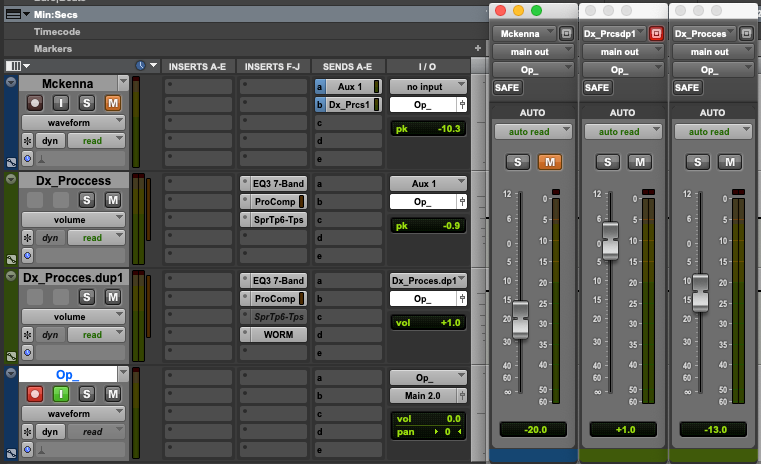 Min:Secs
Timecode
Markers
INSERTS A-E INSERTS F-J SENDS A-E I / O
Mckenna
I S M
waveform
dyn read
a Aux 1
b Dx_Prcs1
c
d
e
no input
Op_
pk -10.3
Dx_Proccess
S M
volume
dyn read
EQ3 7-Band
ProComp
SprTp6-Tps
a
b
c
d
e
Aux 1
Op_
pk -0.9
Dx_Procces.dup1
S M
volume
dyn read
EQ3 7-Band
ProComp
SprTp6-Tps
WORM
a
b
c
d
e
Dx_Proces.dp1
Op_
vol +1.0
Op_
I S M
waveform
dyn read
a
b
c
d
e
Op_
Main 2.0
vol 0.0
pan 0
Mckenna
main out
Op_
SAFE
AUTO
auto read
S M
12
6
0
5
10
15
20
30
40
60
∞
0
5
10
15
20
25
30
35
40
50
60
-20.0
Dx_Prcsdp1
main out
Op_
SAFE
AUTO
auto read
S M
12
6
0
5
10
15
20
30
40
60
∞
0
5
10
15
20
25
30
35
40
50
60
+1.0
Dx_Procces
main out
Op_
SAFE
AUTO
auto read
S M
12
6
0
5
10
15
20
30
40
60
∞
0
5
10
15
20
25
30
35
40
50
60
-13.0